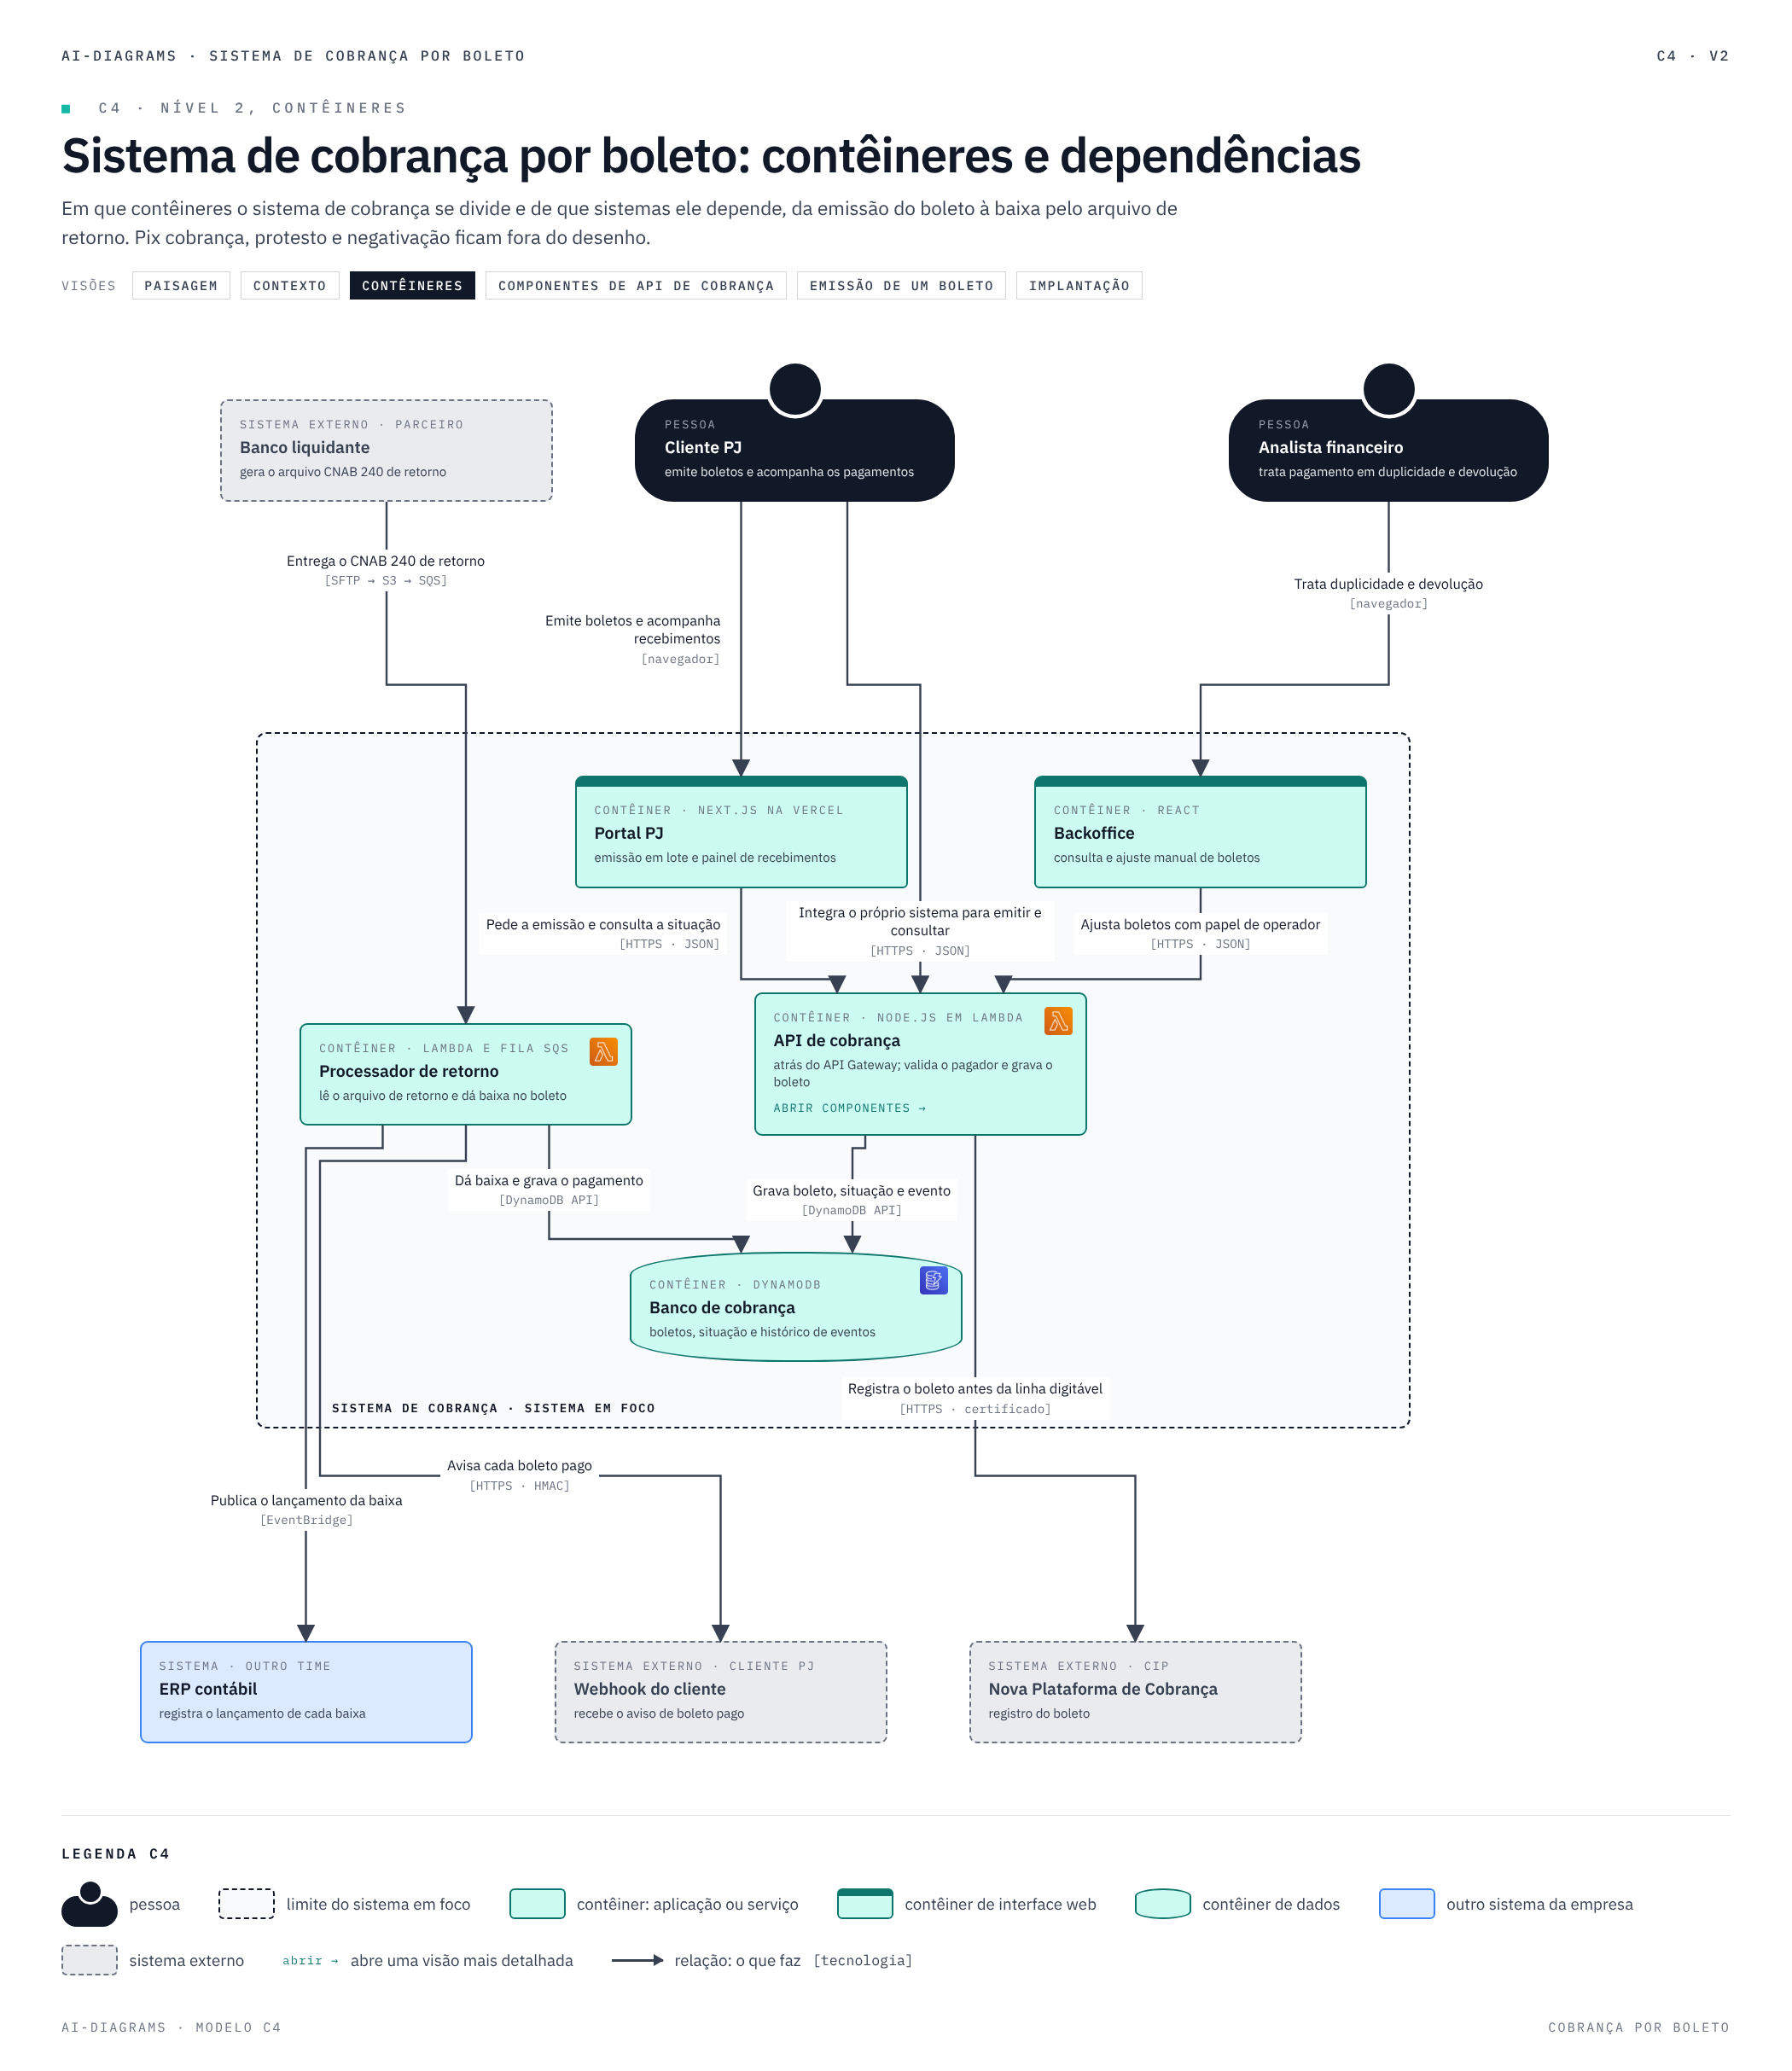 AI-DIAGRAMS · SISTEMA DE COBRANÇA POR BOLETO
C4 · V2
C4 · NÍVEL 2, CONTÊINERES
Sistema de cobrança por boleto: contêineres e dependências
Em que contêineres o sistema de cobrança se divide e de que sistemas ele depende, da emissão do boleto à baixa pelo arquivo de
retorno. Pix cobrança, protesto e negativação ficam fora do desenho.
VISÕES
PAISAGEM
CONTEXTO
CONTÊINERES
COMPONENTES DE API DE COBRANÇA
EMISSÃO DE UM BOLETO
IMPLANTAÇÃO
SISTEMA EXTERNO · PARCEIRO
Banco liquidante
gera o arquivo CNAB 240 de retorno
PESSOA
Cliente PJ
emite boletos e acompanha os pagamentos
PESSOA
Analista financeiro
trata pagamento em duplicidade e devolução
Entrega o CNAB 240 de retorno
[SFTP → S3 → SQS]
Emite boletos e acompanha
recebimentos
[navegador]
Trata duplicidade e devolução
[navegador]
CONTÊINER · NEXT.JS NA VERCEL
Portal PJ
emissão em lote e painel de recebimentos
CONTÊINER · REACT
Backoffice
consulta e ajuste manual de boletos
Pede a emissão e consulta a situação
[HTTPS · JSON]
Integra o próprio sistema para emitir e
consultar
[HTTPS · JSON]
Ajusta boletos com papel de operador
[HTTPS · JSON]
CONTÊINER · LAMBDA E FILA SQS
Processador de retorno
lê o arquivo de retorno e dá baixa no boleto
CONTÊINER · NODE.JS EM LAMBDA
API de cobrança
atrás do API Gateway; valida o pagador e grava o
boleto
ABRIR COMPONENTES →
Dá baixa e grava o pagamento
[DynamoDB API]
Grava boleto, situação e evento
[DynamoDB API]
CONTÊINER · DYNAMODB
Banco de cobrança
boletos, situação e histórico de eventos
Registra o boleto antes da linha digitável
[HTTPS · certificado]
SISTEMA DE COBRANÇA · SISTEMA EM FOCO
Avisa cada boleto pago
[HTTPS · HMAC]
Publica o lançamento da baixa
[EventBridge]
SISTEMA · OUTRO TIME
ERP contábil
registra o lançamento de cada baixa
SISTEMA EXTERNO · CLIENTE PJ
Webhook do cliente
recebe o aviso de boleto pago
SISTEMA EXTERNO · CIP
Nova Plataforma de Cobrança
registro do boleto
LEGENDA C4
pessoa
limite do sistema em foco
contêiner: aplicação ou serviço
contêiner de interface web
contêiner de dados
outro sistema da empresa
sistema externo
abrir → abre uma visão mais detalhada
relação: o que faz [tecnologia]
AI-DIAGRAMS · MODELO C4
COBRANÇA POR BOLETO